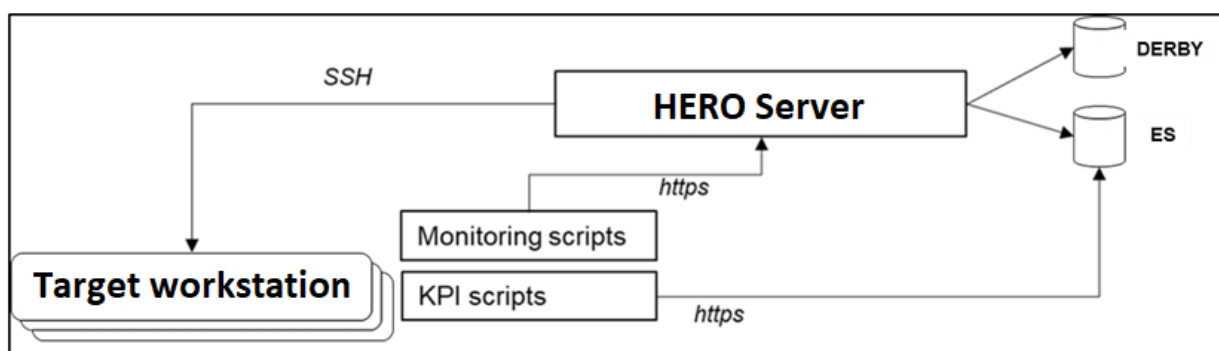 DERBY
SSH
HERO Server
ES
https
Monitoring scripts
Target workstation
KPI scripts
https